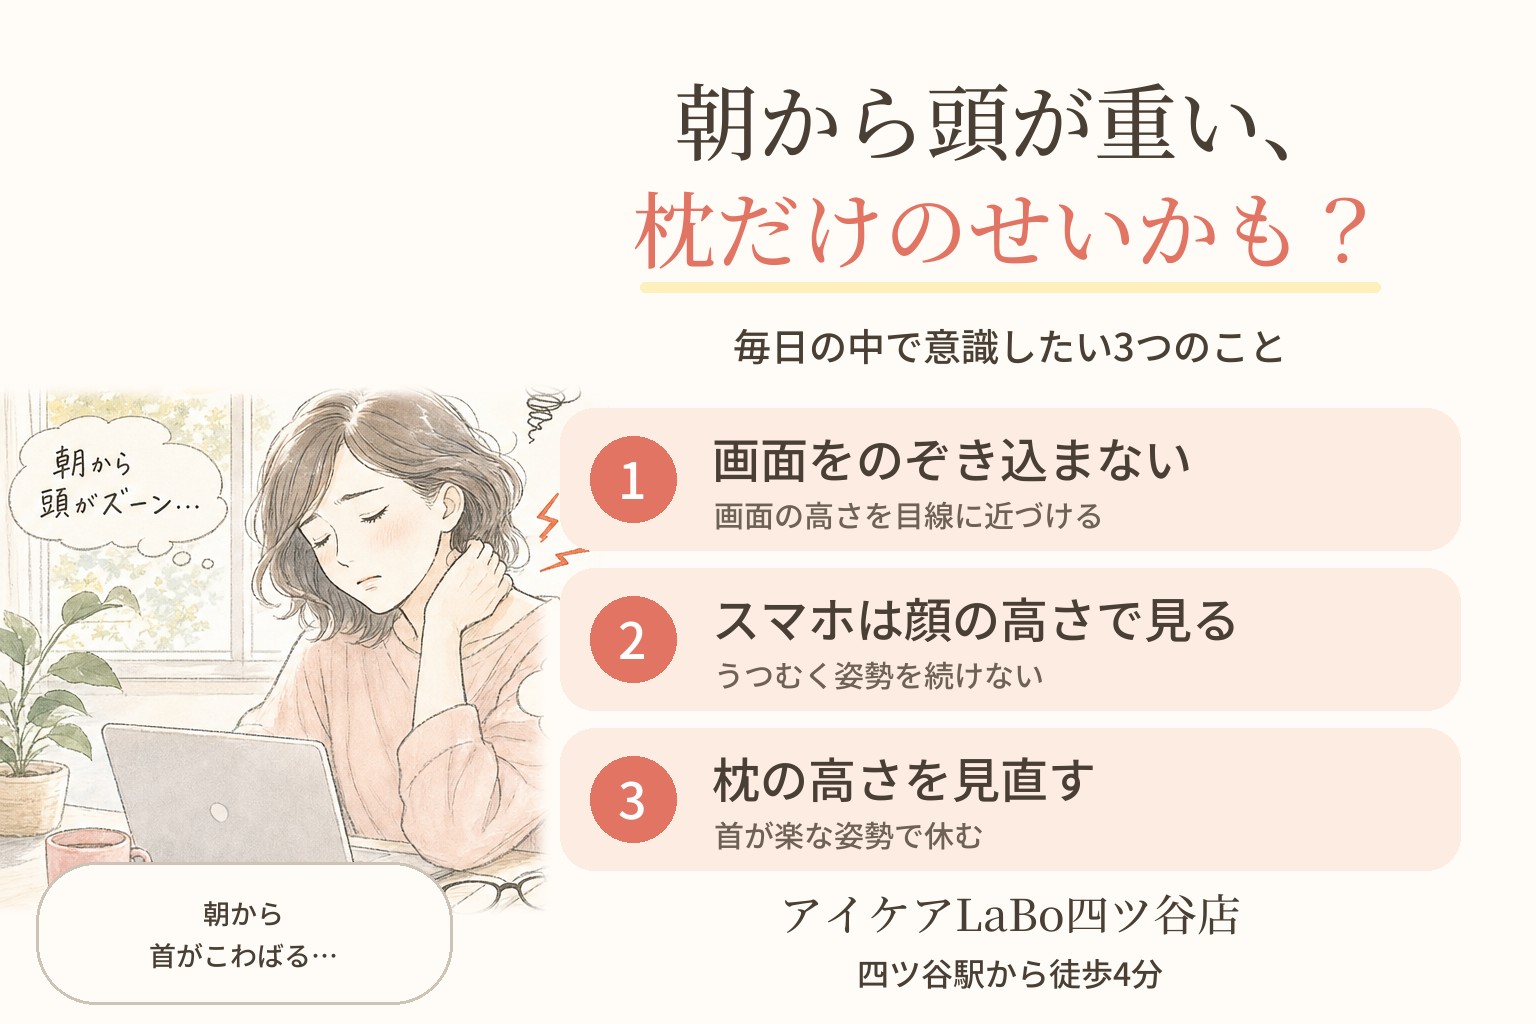 朝から頭が重い、
枕だけのせいかも？
毎日の中で意識したい3つのこと
朝から
頭がズーン…
1
画面をのぞき込まない
画面の高さを目線に近づける
2
スマホは顔の高さで見る
うつむく姿勢を続けない
3
枕の高さを見直す
首が楽な姿勢で休む
朝から
首がこわばる…
アイケアLaBo四ツ谷店
四ツ谷駅から徒歩4分